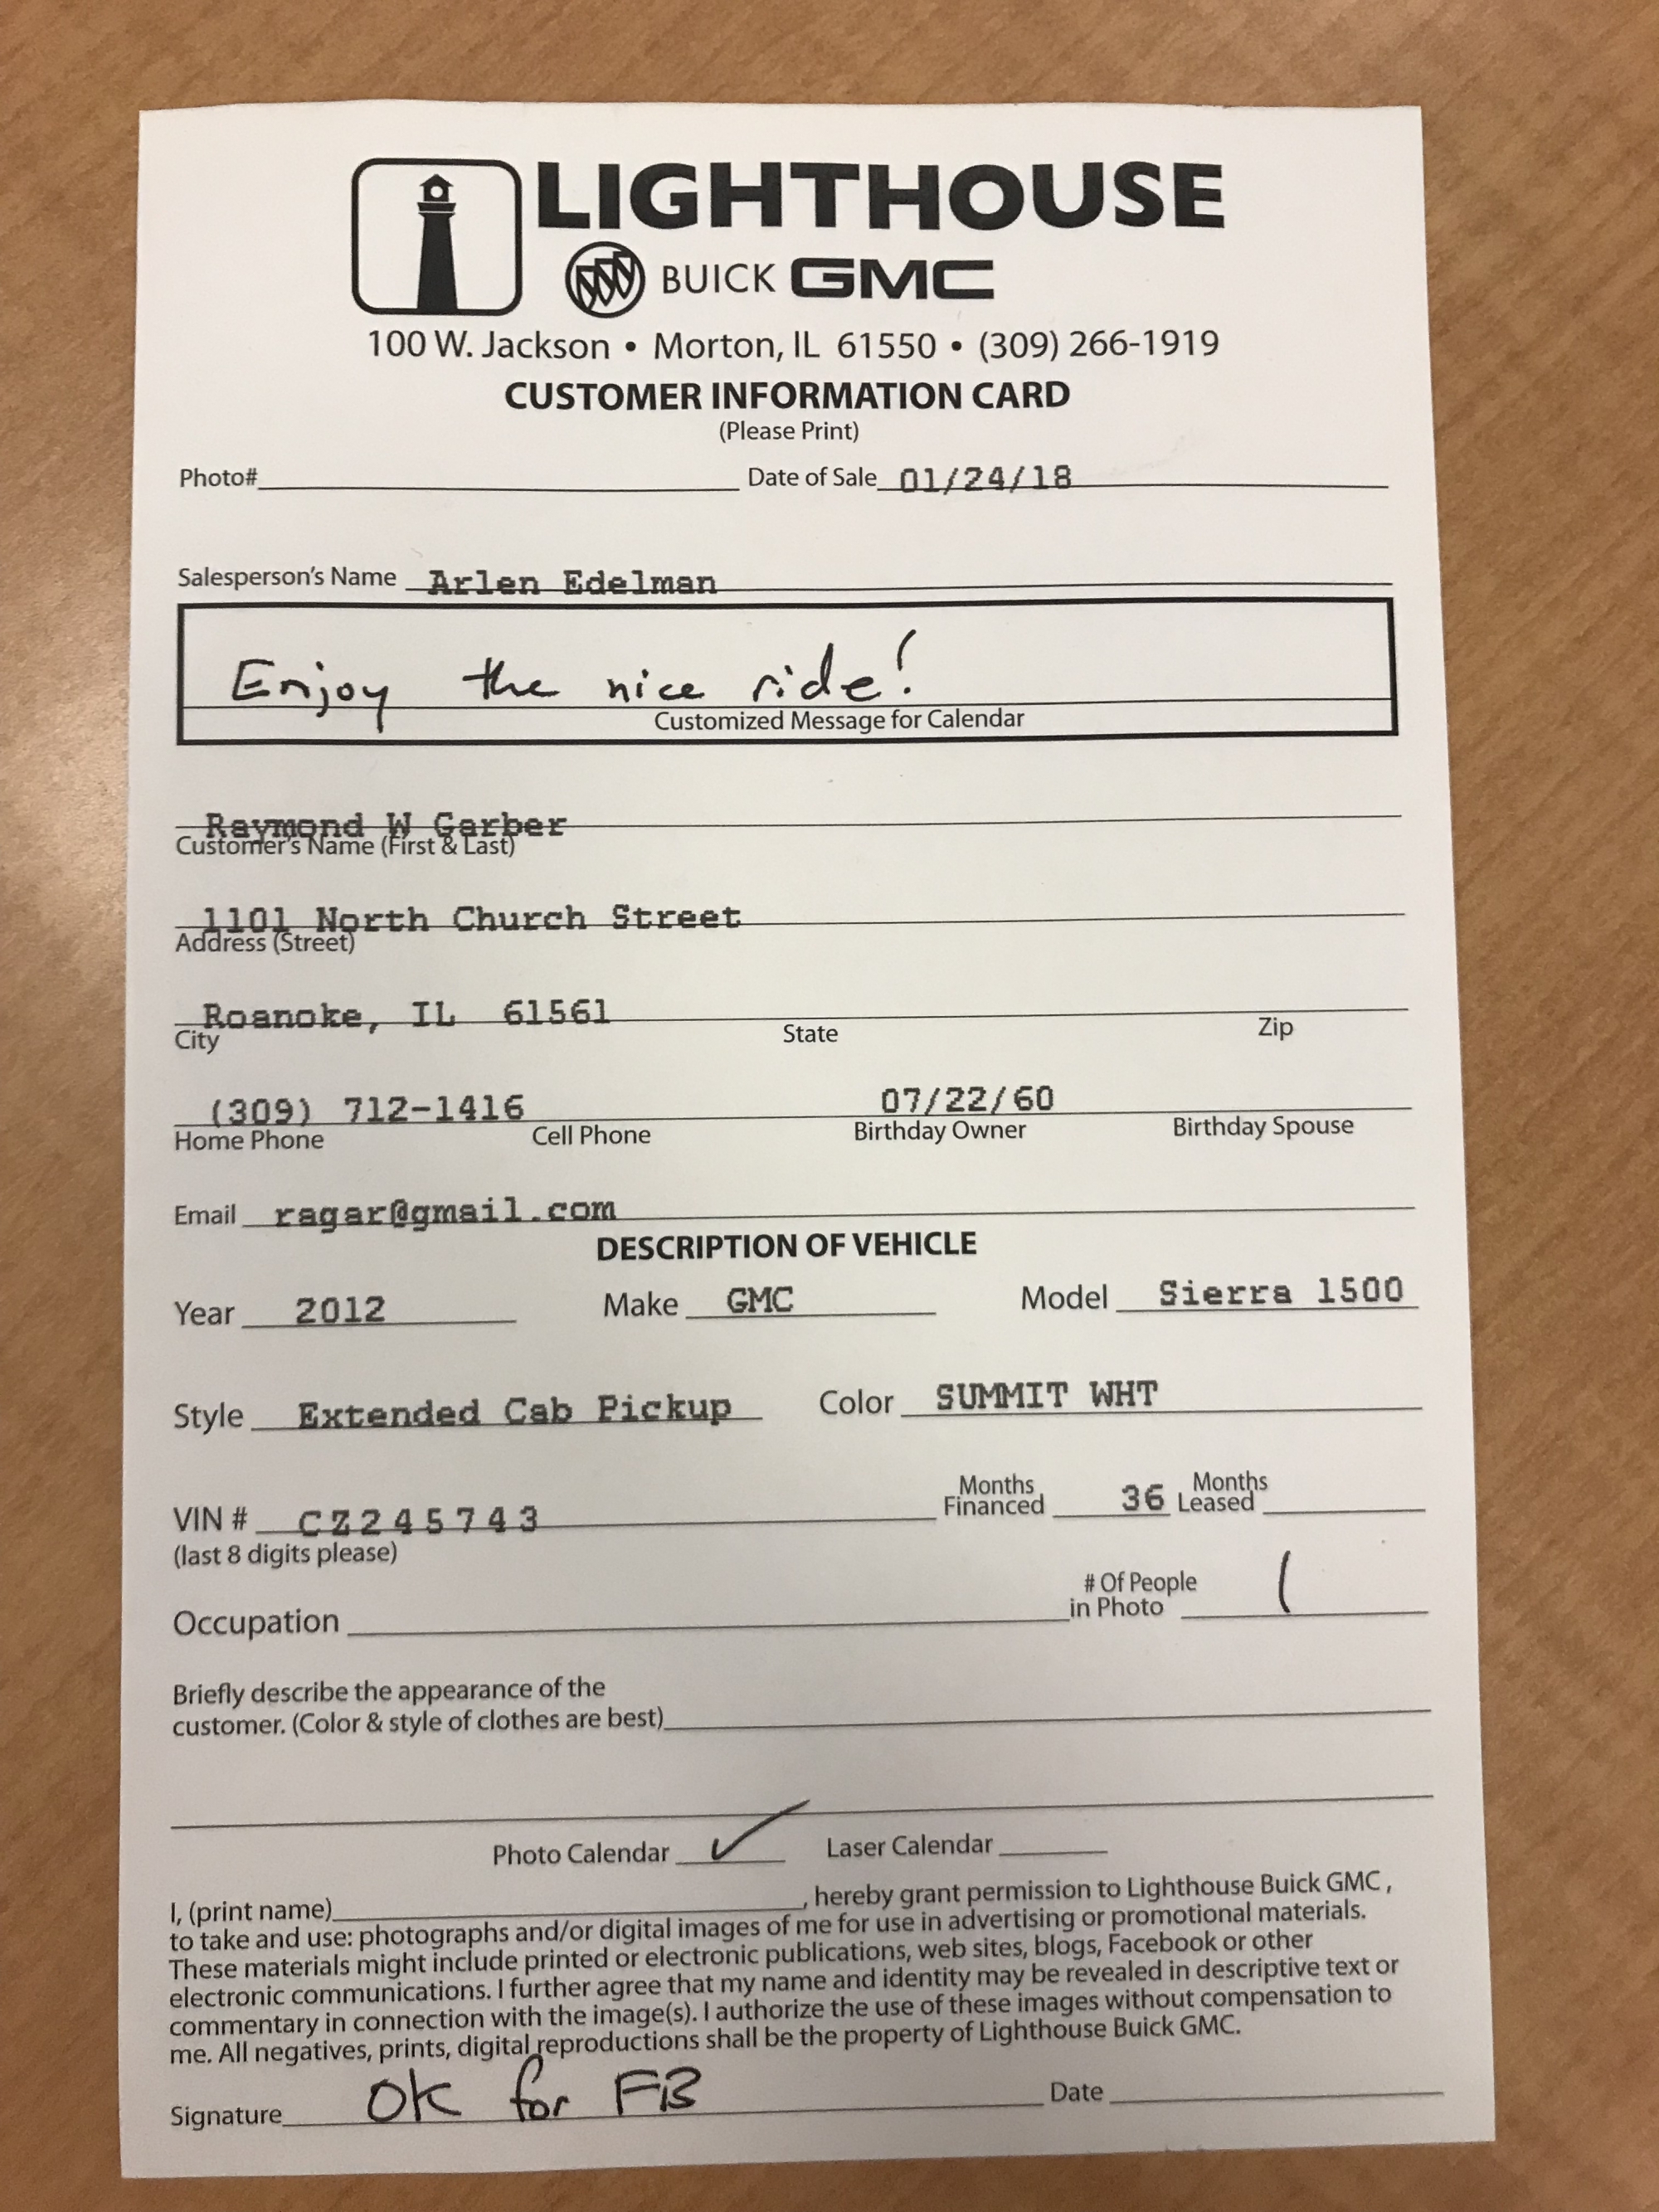 LIGHTHOUSE
BUICK GMC
100 W. Jackson • Morton, IL 61550 • (309) 266-1919
CUSTOMER INFORMATION CARD
(Please Print)
Photo# Date of Sale 01/24/18
Salesperson's Name Arlen Edelman
Enjoy the nice ride!
Customized Message for Calendar
Raymond W Garber
Customer's Name (First & Last)
1101 North Church Street
Address (Street)
Roanoke, IL 61561
City State Zip
(309) 712-1416 07/22/60
Home Phone Cell Phone Birthday Owner Birthday Spouse
Email ragar@gmail.com
DESCRIPTION OF VEHICLE
Year 2012 Make GMC Model Sierra 1500
Style Extended Cab Pickup Color SUMMIT WHT
VIN # CZ245743 Months Financed 36 Months Leased
(last 8 digits please)
Occupation # Of People in Photo 1
Briefly describe the appearance of the
customer. (Color & style of clothes are best)
Photo Calendar ✓ Laser Calendar
I, (print name) , hereby grant permission to Lighthouse Buick GMC ,
to take and use: photographs and/or digital images of me for use in advertising or promotional materials.
These materials might include printed or electronic publications, web sites, blogs, Facebook or other
electronic communications. I further agree that my name and identity may be revealed in descriptive text or
commentary in connection with the image(s). I authorize the use of these images without compensation to
me. All negatives, prints, digital reproductions shall be the property of Lighthouse Buick GMC.
Signature OK for FB Date